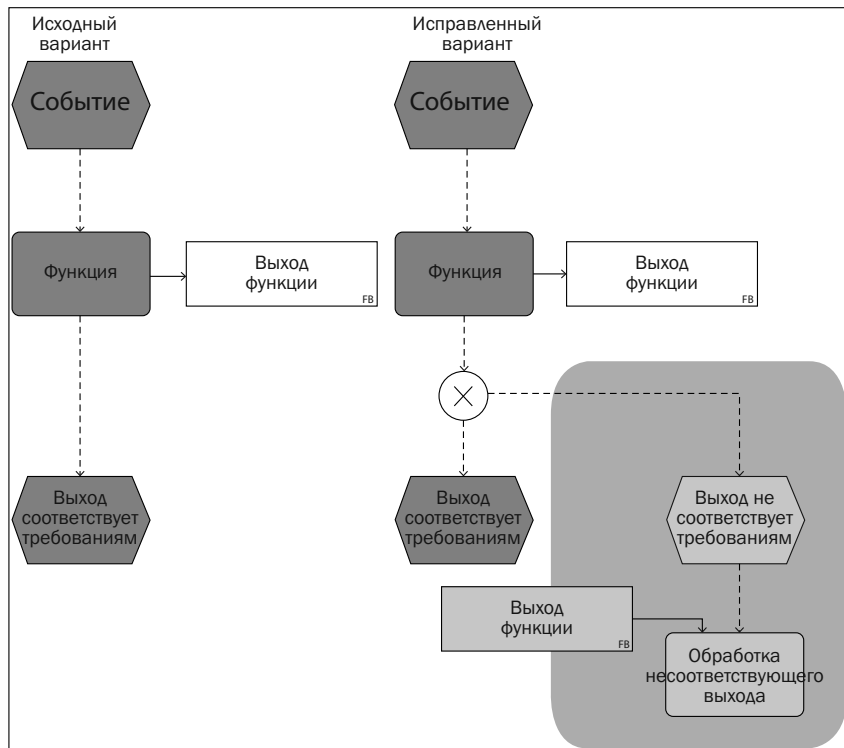 Исходный
вариант
Исправленный
вариант
Событие
Событие
Функция
Выход
функции
FB
Функция
Выход
функции
FB
Выход
соответствует
требованиям
Выход
соответствует
требованиям
Выход не
соответствует
требованиям
Выход
функции
FB
Обработка
несоответствующего
выхода